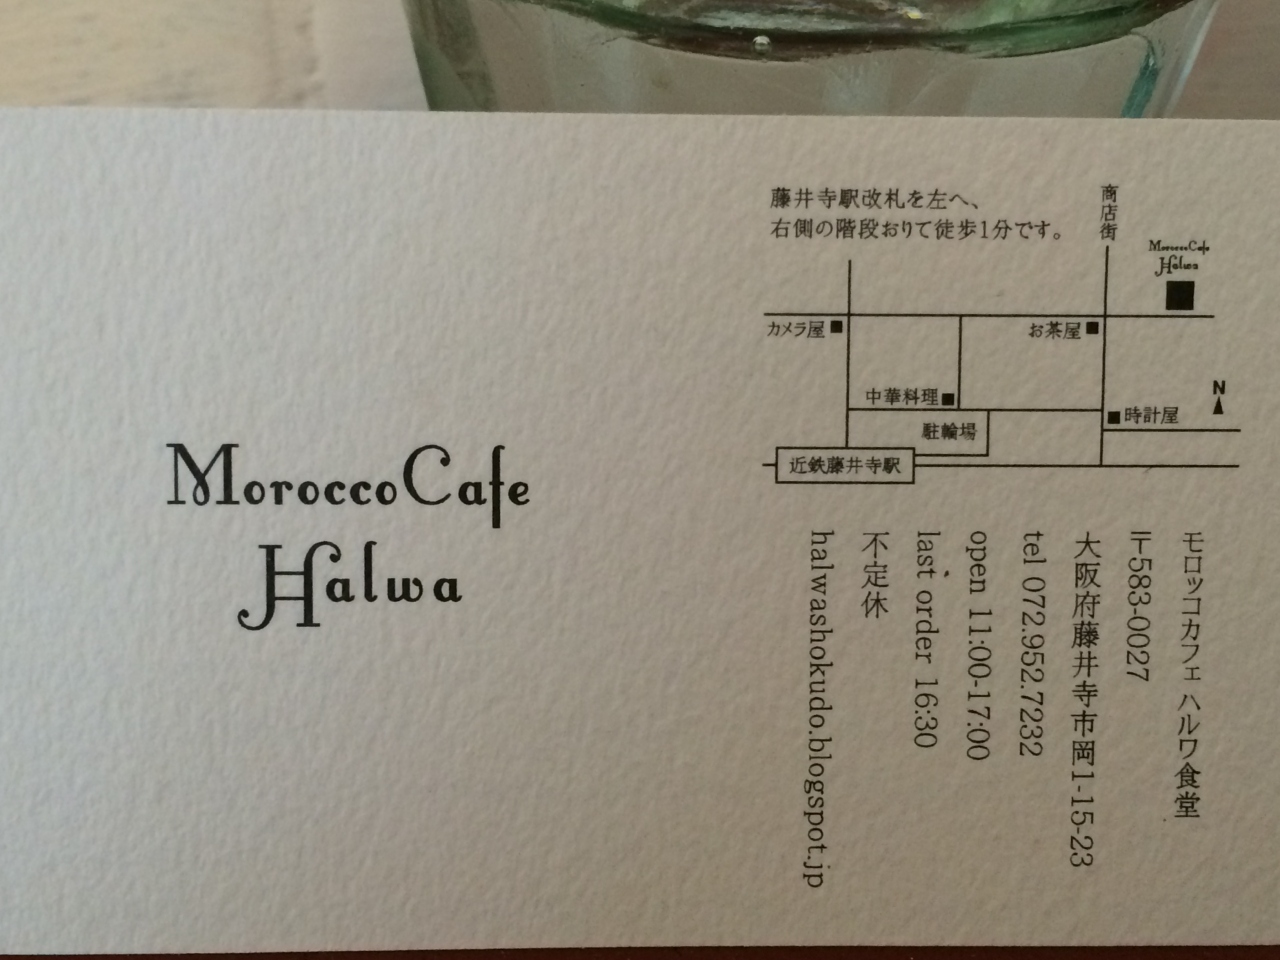 Morocco Cafe
Halwa
藤井寺駅改札を左へ、
右側の階段おりて徒歩1分です。
商店街
Morocco Cafe
Halwa
カメラ屋
お茶屋
中華料理
駐輪場
時計屋
N
近鉄藤井寺駅
モロッコカフェ ハルワ食堂
〒583-0027
大阪府藤井寺市岡1-15-23
tel 072.952.7232
open 11:00-17:00
last order 16:30
不定休
halwashokudo.blogspot.jp